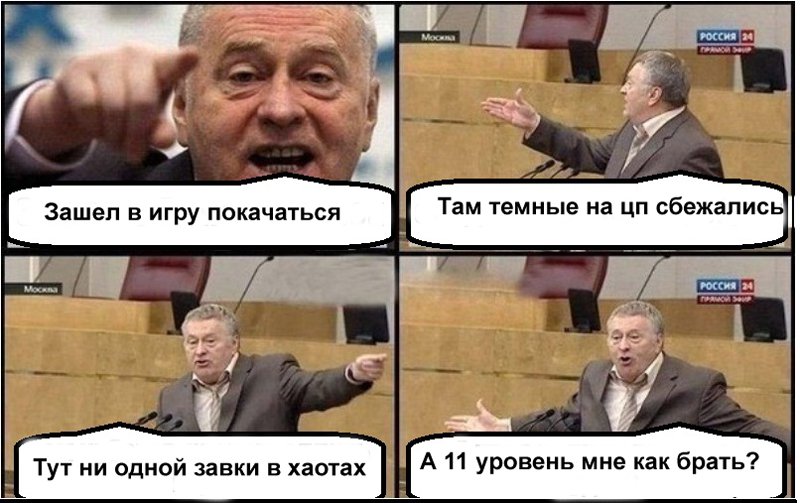 Москва
РОССИЯ 24
ПРЯМОЙ ЭФИР
Зашел в игру покачаться
Там темные на цп сбежались
Москва
РОССИЯ 24
ПРЯМОЙ ЭФИР
Тут ни одной завки в хаотах
А 11 уровень мне как брать?